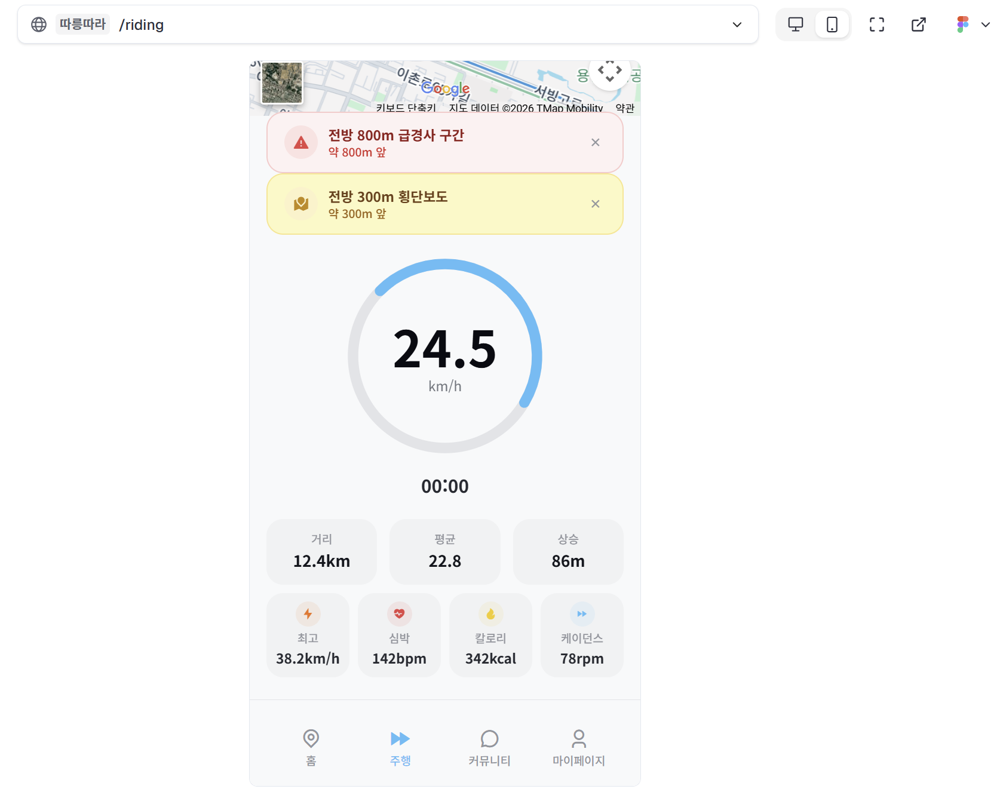 따릉따라 /riding
이촌로
Google
서빙고로
용
키보드 단축키 지도 데이터 ©2026 TMap Mobility 약관
전방 800m 급경사 구간
약 800m 앞
전방 300m 횡단보도
약 300m 앞
24.5
km/h
00:00
거리 평균 상승
12.4km 22.8 86m
최고 심박 칼로리 케이던스
38.2km/h 142bpm 342kcal 78rpm
홈 주행 커뮤니티 마이페이지